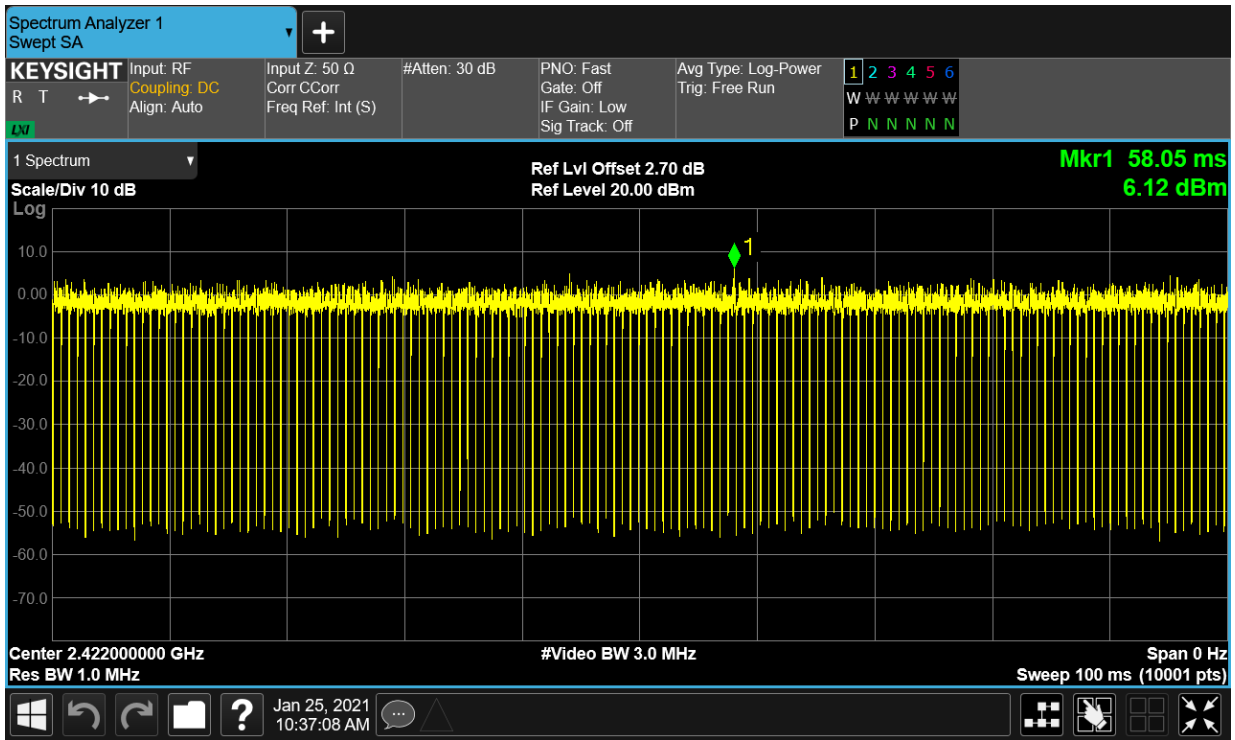 Spectrum Analyzer 1
Swept SA
+
KEYSIGHT
R T
LXI
Input: RF
Coupling: DC
Align: Auto
Input Z: 50 Ω
Corr CCorr
Freq Ref: Int (S)
#Atten: 30 dB
PNO: Fast
Gate: Off
IF Gain: Low
Sig Track: Off
Avg Type: Log-Power
Trig: Free Run
1 2 3 4 5 6
W W W W W W
P N N N N N
1 Spectrum
Scale/Div 10 dB
Log
Ref Lvl Offset 2.70 dB
Ref Level 20.00 dBm
Mkr1 58.05 ms
6.12 dBm
1
10.0
0.00
-10.0
-20.0
-30.0
-40.0
-50.0
-60.0
-70.0
Center 2.422000000 GHz
Res BW 1.0 MHz
#Video BW 3.0 MHz
Span 0 Hz
Sweep 100 ms (10001 pts)
?
Jan 25, 2021
10:37:08 AM